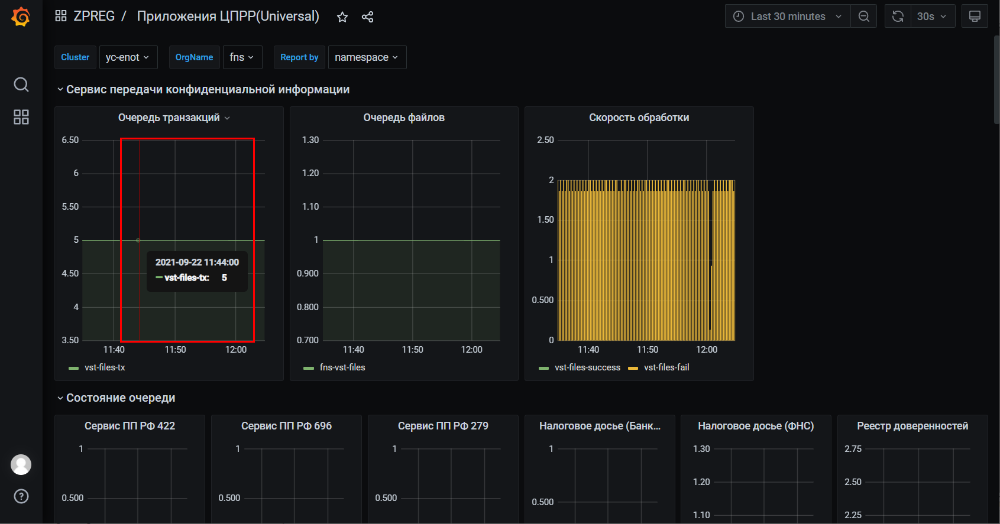 ZPREG / Приложения ЦПРР(Universal)
Last 30 minutes
30s
Cluster yc-enot OrgName fns Report by namespace
Сервис передачи конфиденциальной информации
Очередь транзакций
6.50
6
5.50
5
4.50
4
3.50
11:40 11:50 12:00
2021-09-22 11:44:00
vst-files-tx: 5
vst-files-tx
Очередь файлов
1.30
1.20
1.10
1
0.900
0.800
0.700
11:40 11:50 12:00
fns-vst-files
Скорость обработки
2.50
2
1.50
1
0.500
0
11:40 11:50 12:00
vst-files-success vst-files-fail
Состояние очереди
Сервис ПП РФ 422
1
0.500
Сервис ПП РФ 696
1
0.500
Сервис ПП РФ 279
1
0.500
Налоговое досье (Банк...
1
0.500
Налоговое досье (ФНС)
1.30
1.20
1.10
Реестр доверенностей
2.75
2.50
2.25